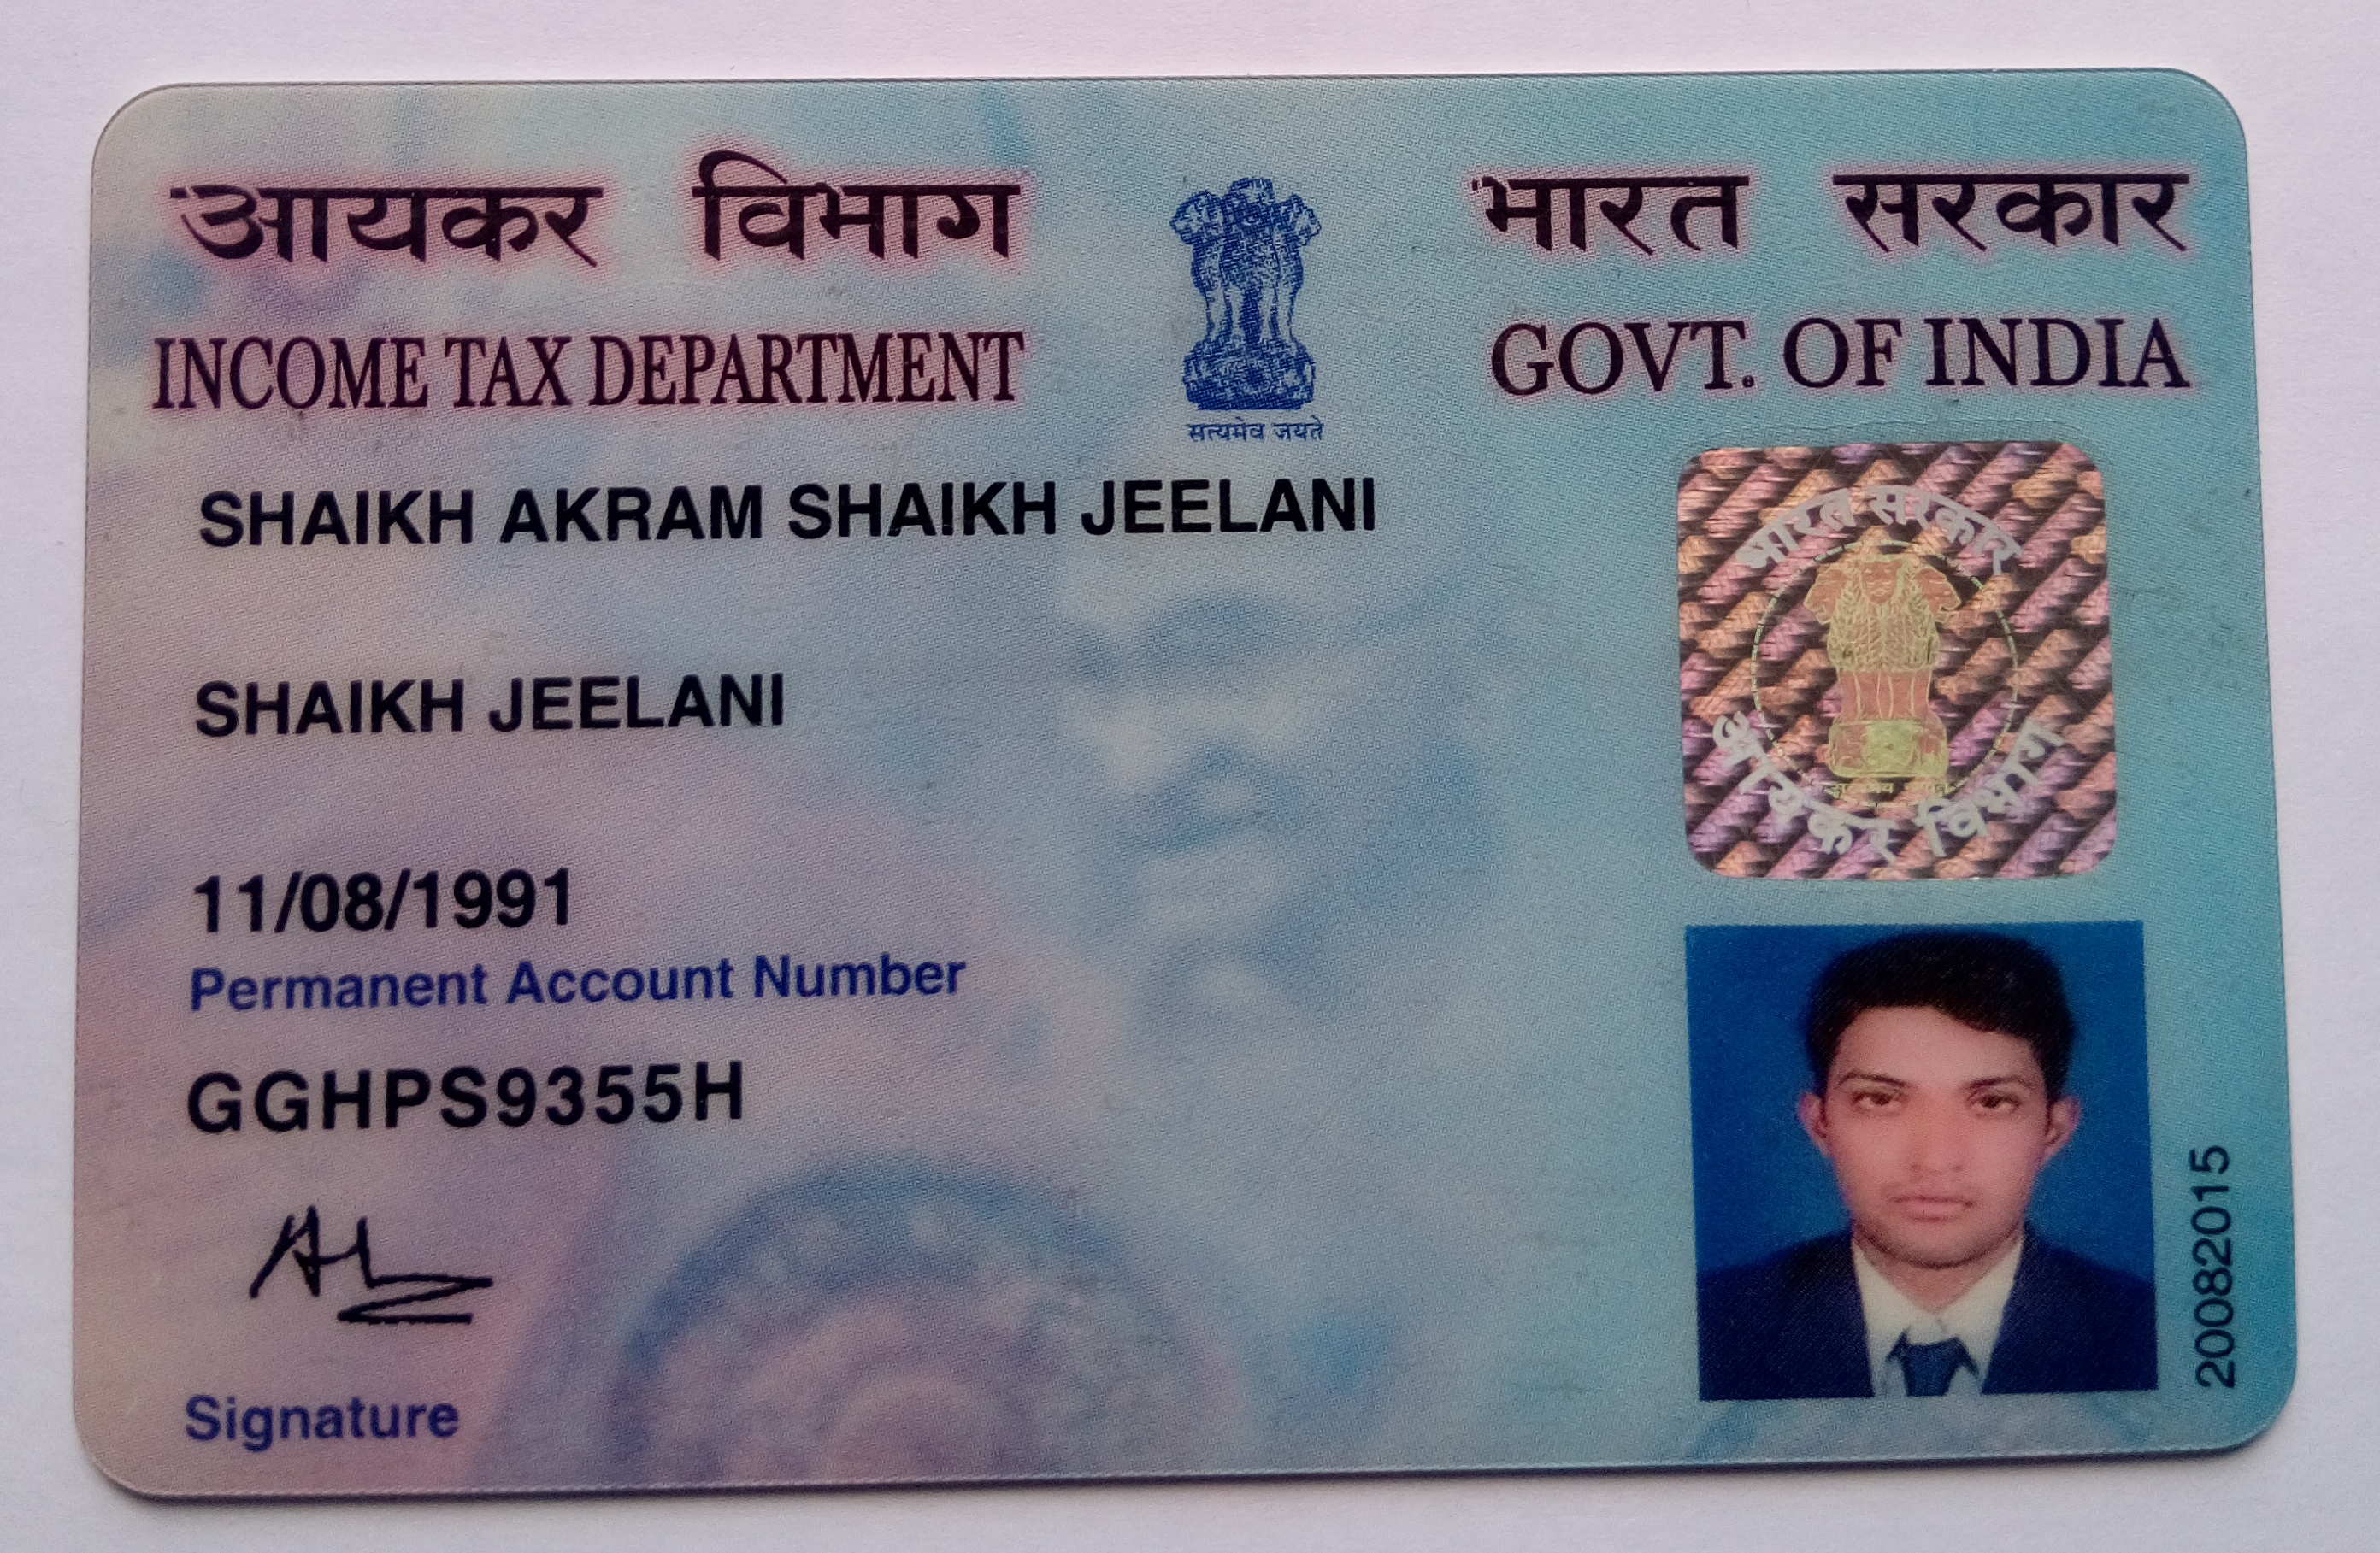 आयकर विभाग
INCOME TAX DEPARTMENT
सत्यमेव जयते
भारत सरकार
GOVT. OF INDIA
SHAIKH AKRAM SHAIKH JEELANI
SHAIKH JEELANI
11/08/1991
Permanent Account Number
GGHPS9355H
Signature
भारत सरकार
आयकर विभाग
20082015